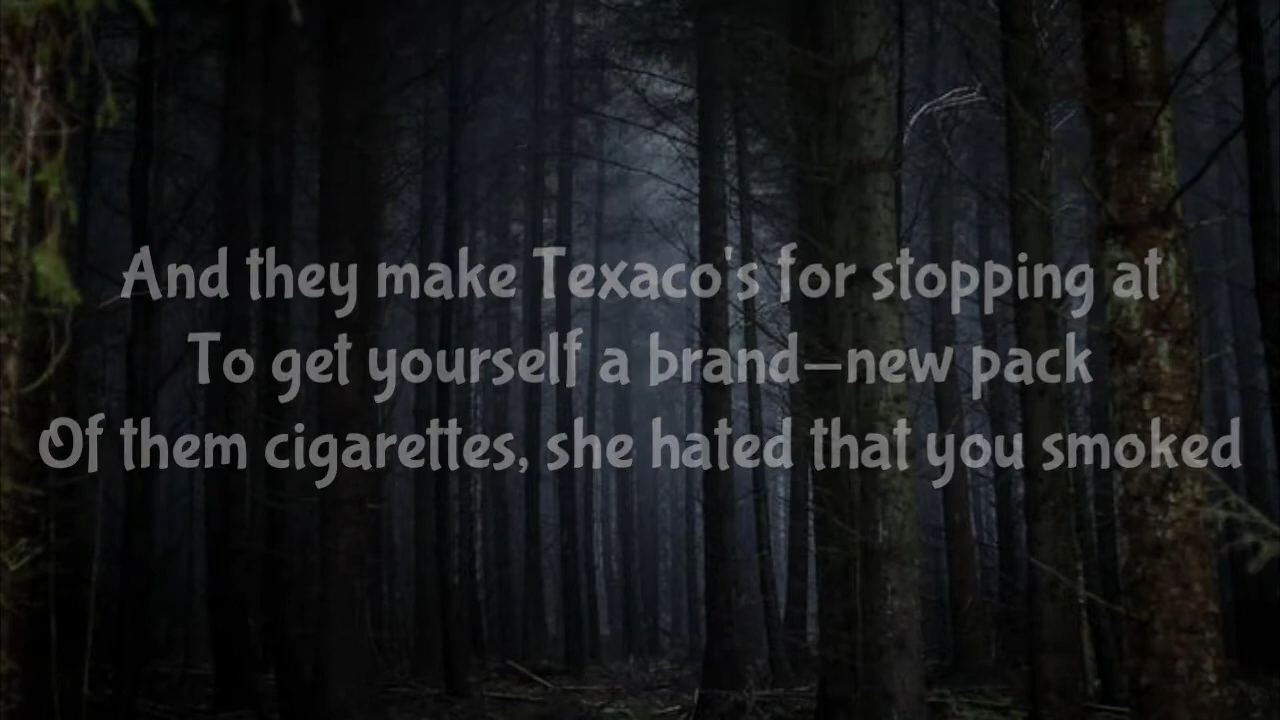 And they make Texaco's for stopping at
To get yourself a brand-new pack
Of them cigarettes, she hated that you smoked